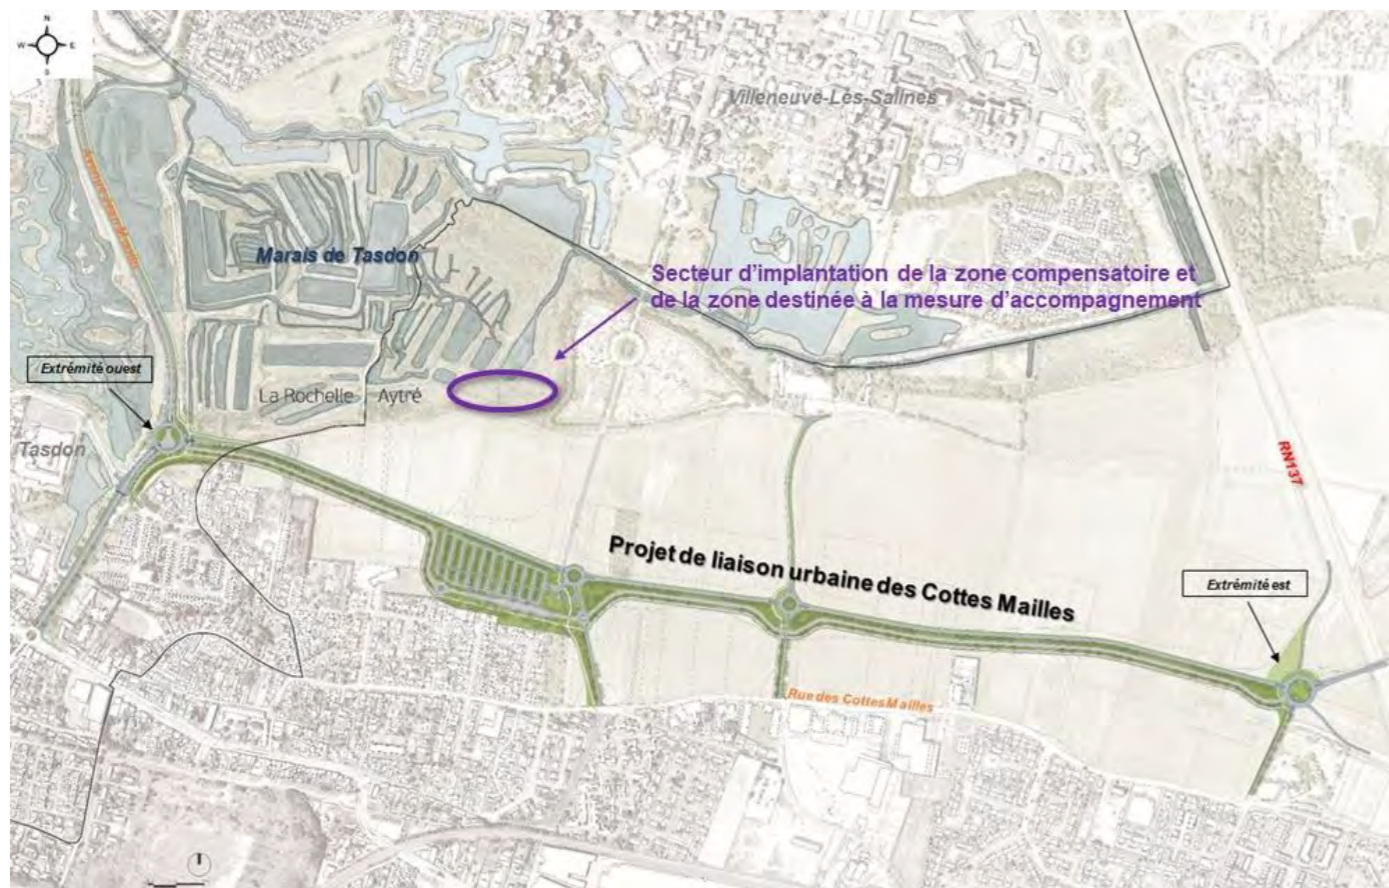 N
W E
S
Villeneuve-Les-Salines
Marais de Tasdon
Secteur d'implantation de la zone compensatoire et
de la zone destinée à la mesure d'accompagnement
Extrémité ouest
La Rochelle Aytré
Tasdon
RN137
Projet de liaison urbaine des Cottes Mailles
Extrémité est
Rue des Cottes Mailles